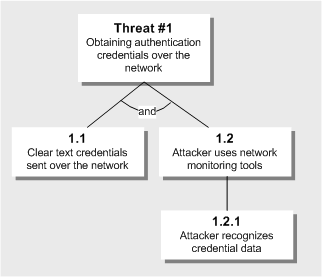 Threat #1
Obtaining authentication
credentials over the
network
and
1.1
Clear text credentials
sent over the network
1.2
Attacker uses network
monitoring tools
1.2.1
Attacker recognizes
credential data